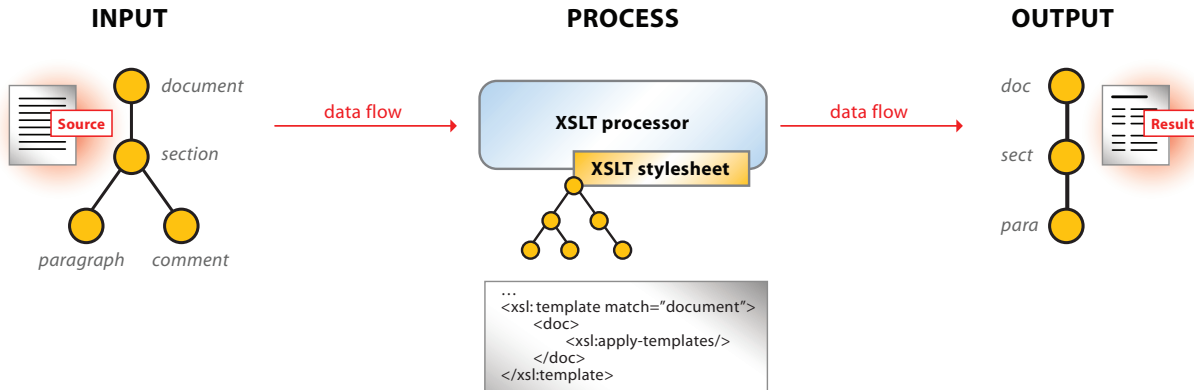 INPUT
PROCESS
OUTPUT
document
Source
section
paragraph
comment
data flow
XSLT processor
XSLT stylesheet
…
<xsl: template match=”document”>
<doc>
<xsl:apply-templates/>
</doc>
</xsl:template>
data flow
doc
sect
para
Result